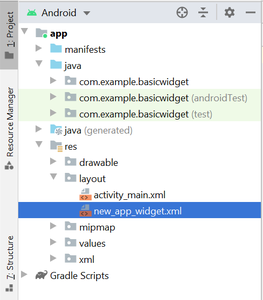 Android
1: Project
app
manifests
java
com.example.basicwidget
com.example.basicwidget (androidTest)
com.example.basicwidget (test)
java (generated)
Resource Manager
res
drawable
layout
activity_main.xml
new_app_widget.xml
mipmap
values
7: Structure
xml
Gradle Scripts